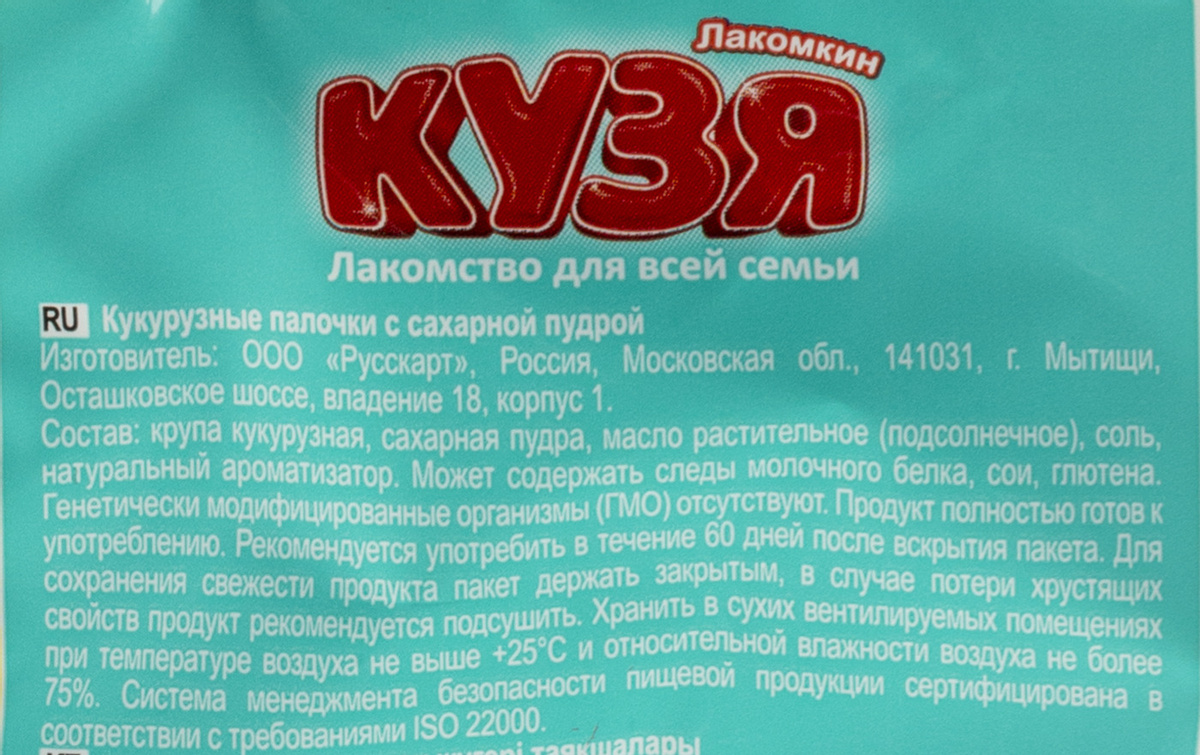 Лакомкин
КУЗЯ
Лакомство для всей семьи
RU Кукурузные палочки с сахарной пудрой
Изготовитель: ООО «Русскарт», Россия, Московская обл., 141031, г. Мытищи,
Осташковское шоссе, владение 18, корпус 1.
Состав: крупа кукурузная, сахарная пудра, масло растительное (подсолнечное), соль,
натуральный ароматизатор. Может содержать следы молочного белка, сои, глютена.
Генетически модифицированные организмы (ГМО) отсутствуют. Продукт полностью готов к
употреблению. Рекомендуется употребить в течение 60 дней после вскрытия пакета. Для
сохранения свежести продукта пакет держать закрытым, в случае потери хрустящих
свойств продукт рекомендуется подсушить. Хранить в сухих вентилируемых помещениях
при температуре воздуха не выше +25°С и относительной влажности воздуха не более
75%. Система менеджмента безопасности пищевой продукции сертифицирована в
соответствии с требованиями ISO 22000.
таякшалары